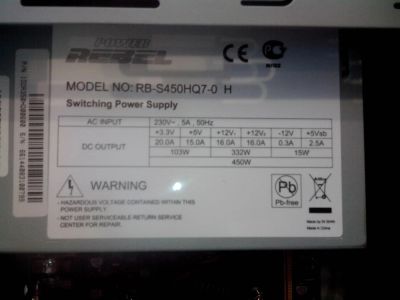 POWER
REBEL
MODEL NO: RB-S450HQ7-0 H
Switching Power Supply
AC INPUT 230V~ , 5A , 50Hz
DC OUTPUT +3.3V +5V +12V₁ +12V₂ -12V +5Vsb
20.0A 15.0A 16.0A 16.0A 0.3A 2.5A
103W 332W 15W
450W
WARNING
- HAZARDOUS VOLTAGE CONTAINED WITHIN THIS
POWER SUPPLY
- NOT USER SERVICEABLE RETURN SERVICE
CENTER FOR REPAIR.
Pb
Pb-free
Made in China
CE